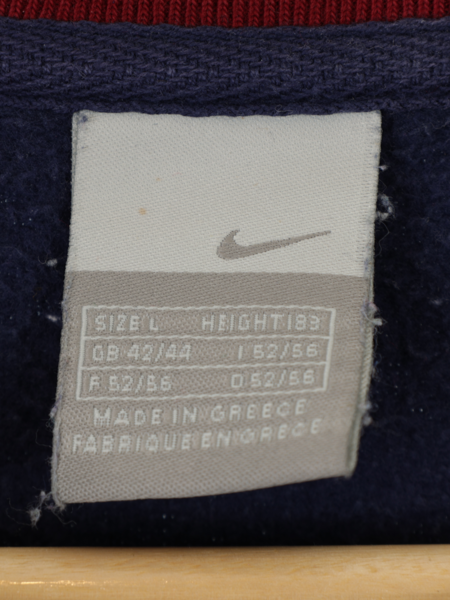 SIZE L HEIGHT 183
GB 42/44 I 52/56
F 52/56 D 52/56
MADE IN GREECE
FABRIQUE EN GRECE